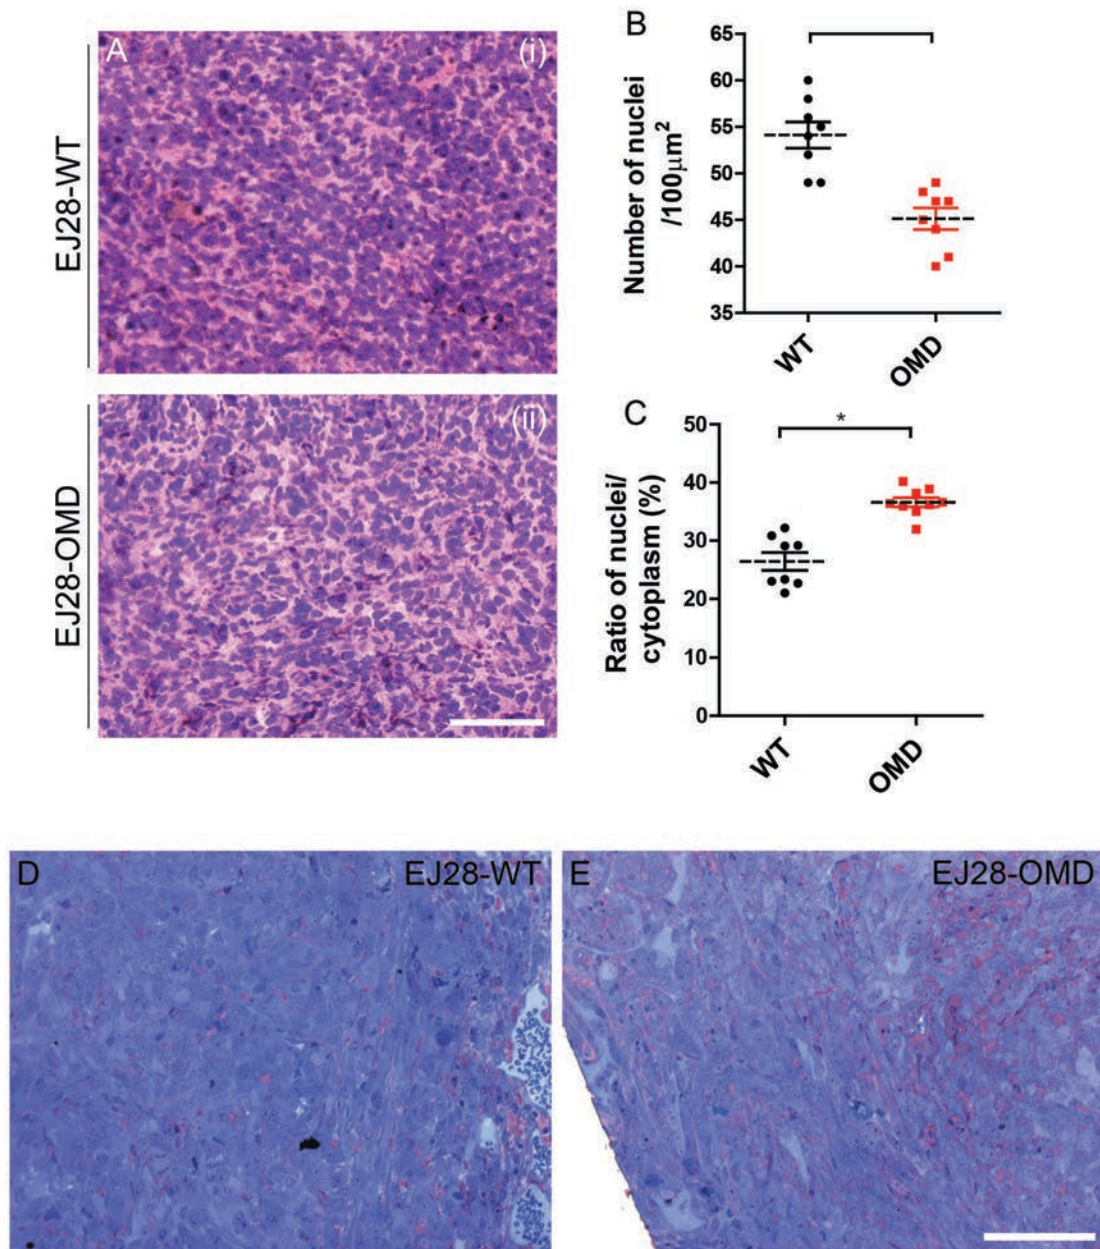 A
(i)
EJ28-WT
(ii)
EJ28-OMD
B
Number of nuclei
/100µm²
65
60
55
50
45
40
35
WT
OMD
C
Ratio of nuclei/
cytoplasm (%)
50
40
30
20
10
0
*
WT
OMD
D
EJ28-WT
E
EJ28-OMD